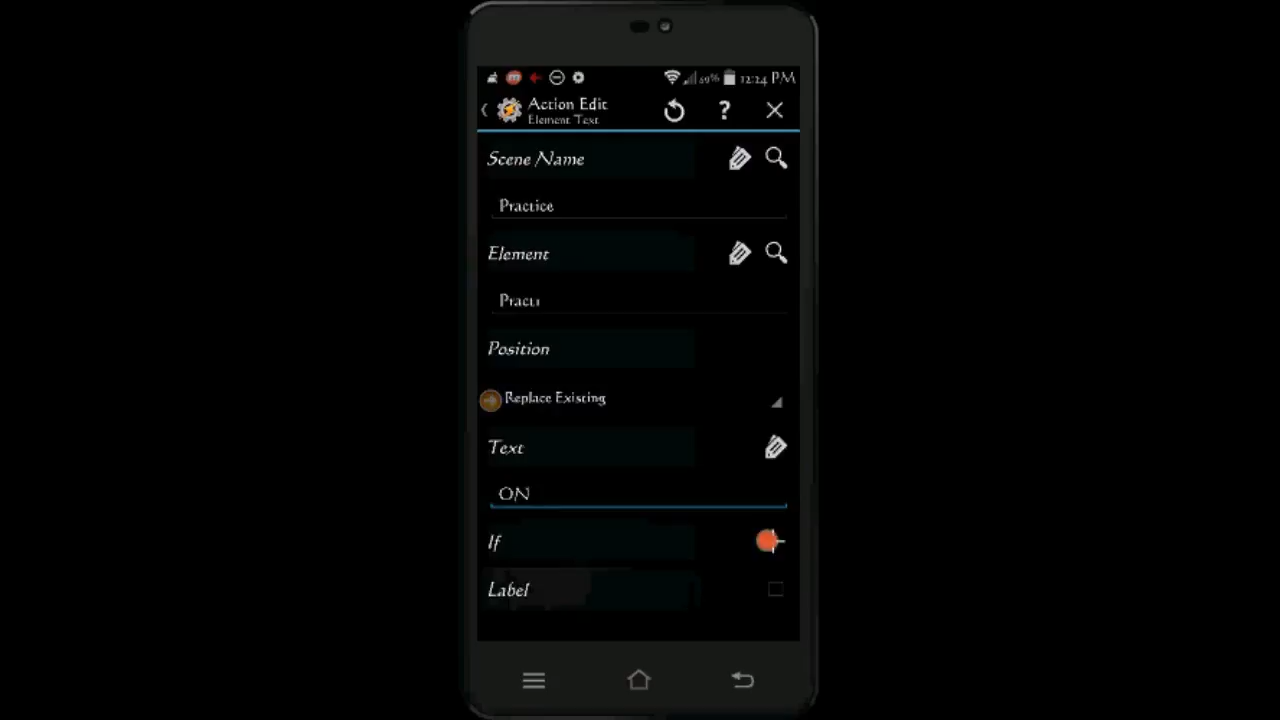 69% 12:24 PM
Action Edit
Element Text
?
Scene Name
Practice
Element
Practi
Position
Replace Existing
Text
ON
If
Label